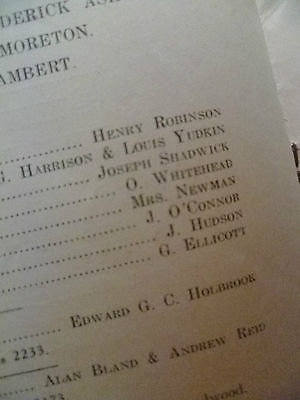 DERICK
MORETON.
AMBERT.
HENRY ROBINSON
G. HARRISON & LOUIS YUDKIN
JOSEPH SHADWICK
O. WHITEHEAD
MRS. NEWMAN
J. O'CONNOR
J. HUDSON
G. ELLICOTT
EDWARD G. C. HOLBROOK
2233.
ALAN BLAND & ANDREW REID